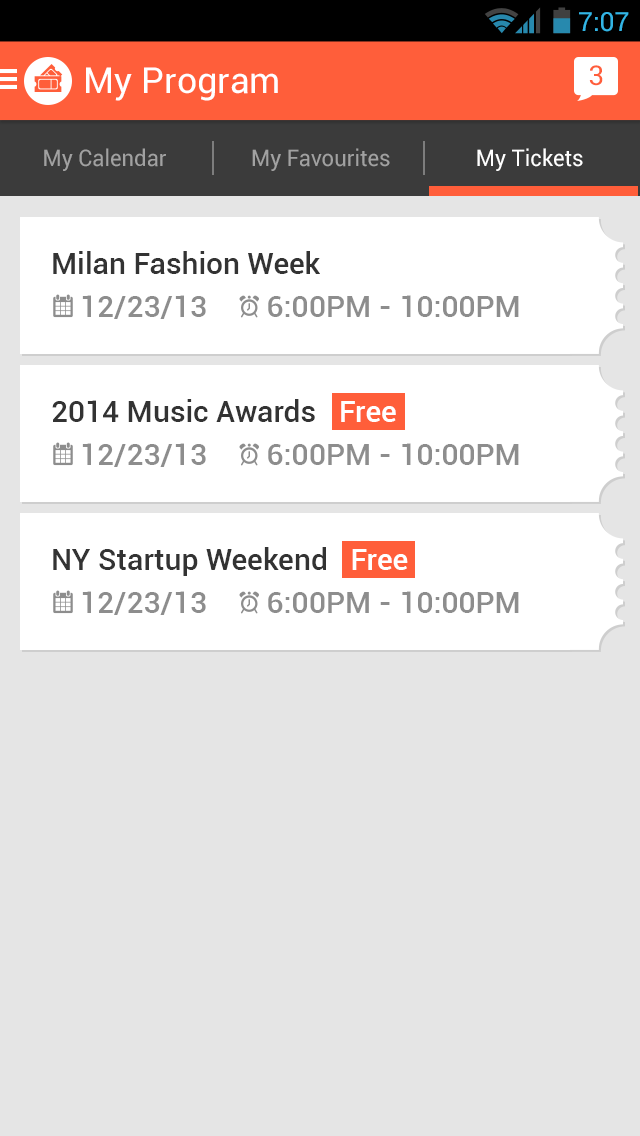 7:07
My Program
3
My Calendar
My Favourites
My Tickets
Milan Fashion Week
12/23/13 6:00PM - 10:00PM
2014 Music Awards Free
12/23/13 6:00PM - 10:00PM
NY Startup Weekend Free
12/23/13 6:00PM - 10:00PM